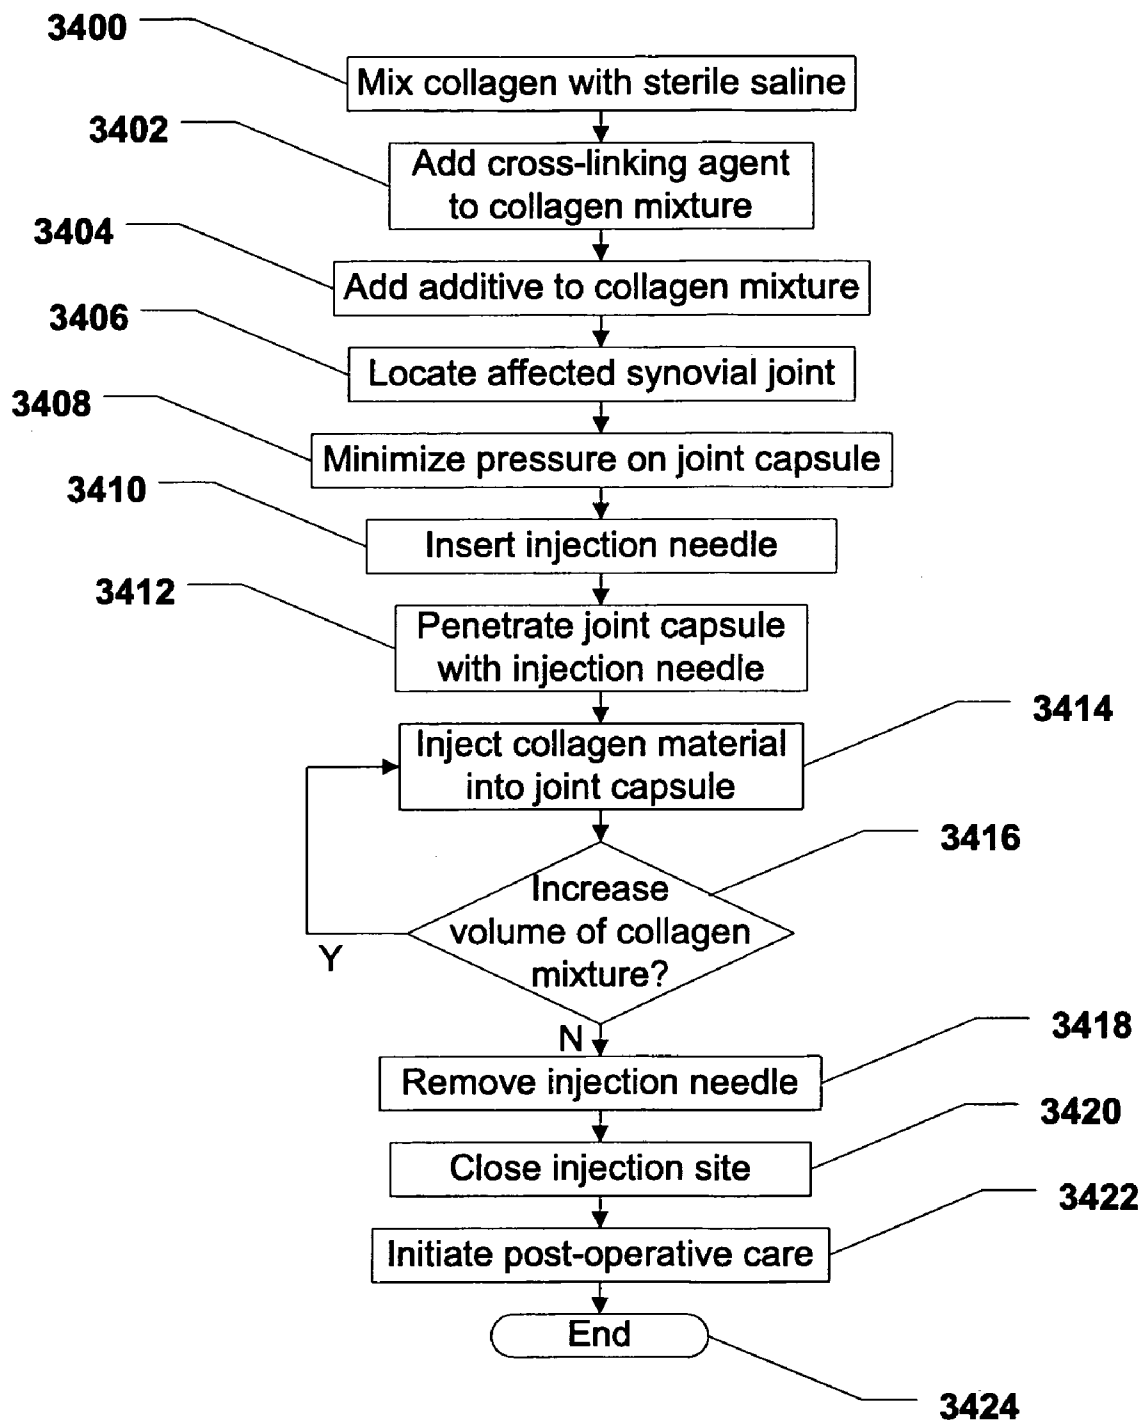 3400
Mix collagen with sterile saline
3402
Add cross-linking agent
to collagen mixture
3404
Add additive to collagen mixture
3406
Locate affected synovial joint
3408
Minimize pressure on joint capsule
3410
Insert injection needle
3412
Penetrate joint capsule
with injection needle
3414
Inject collagen material
into joint capsule
3416
Increase
volume of collagen
mixture?
Y
N
3418
Remove injection needle
3420
Close injection site
3422
Initiate post-operative care
End
3424